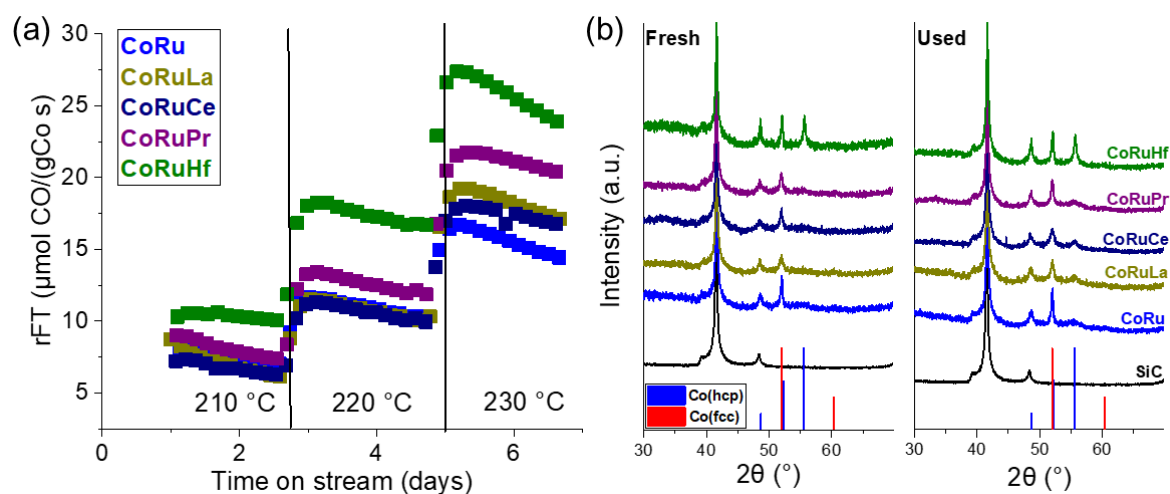 (a)
rFT (µmol CO/(gCo s)
30
25
20
15
10
5
CoRu
CoRuLa
CoRuCe
CoRuPr
CoRuHf
210 °C
220 °C
230 °C
0
2
4
6
Time on stream (days)
(b)
Intensity (a.u.)
Fresh
Co(hcp)
Co(fcc)
30
40
50
60
2θ (°)
Used
CoRuHf
CoRuPr
CoRuCe
CoRuLa
CoRu
SiC
30
40
50
60
2θ (°)